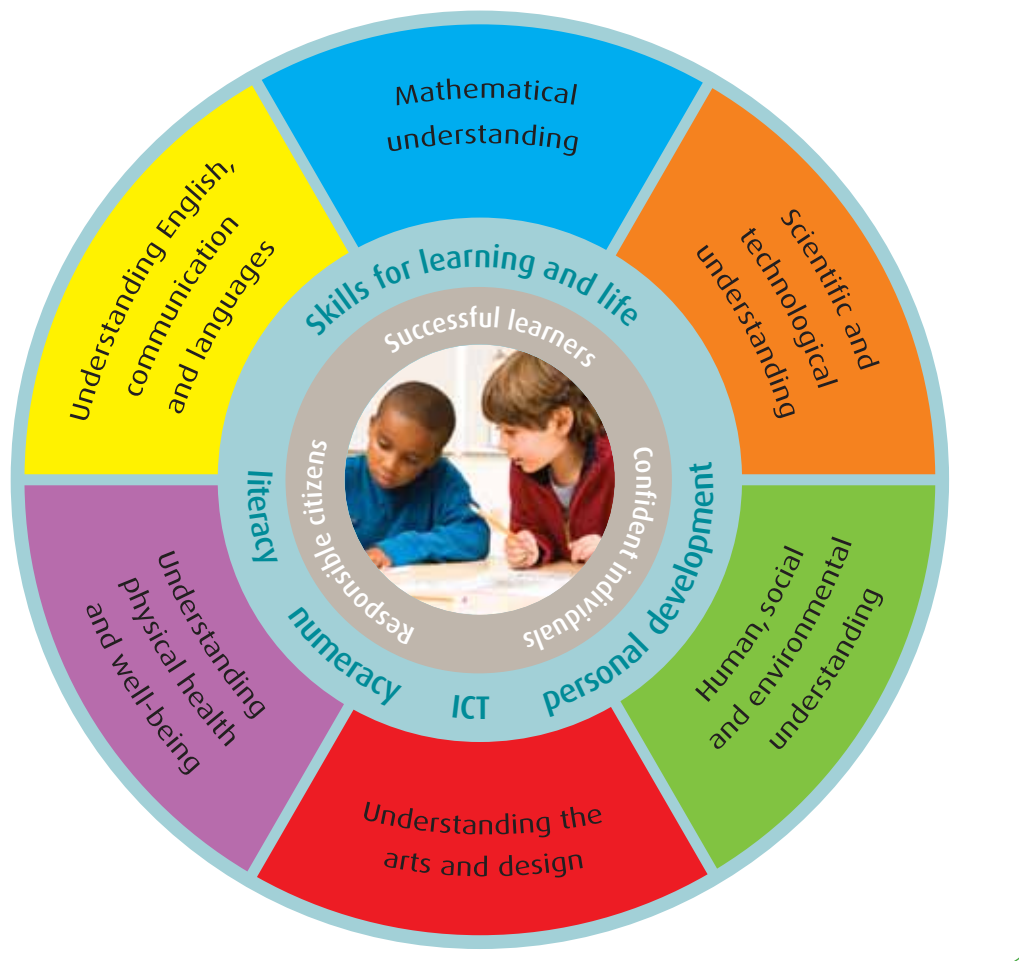 Mathematical
understanding
Scientific and
technological
understanding
Human, social
and environmental
understanding
Understanding the
arts and design
Understanding
physical health
and well-being
Understanding English,
communication
and languages
Skills for learning and life
literacy
numeracy
ICT
personal development
Successful learners
Confident individuals
Responsible citizens